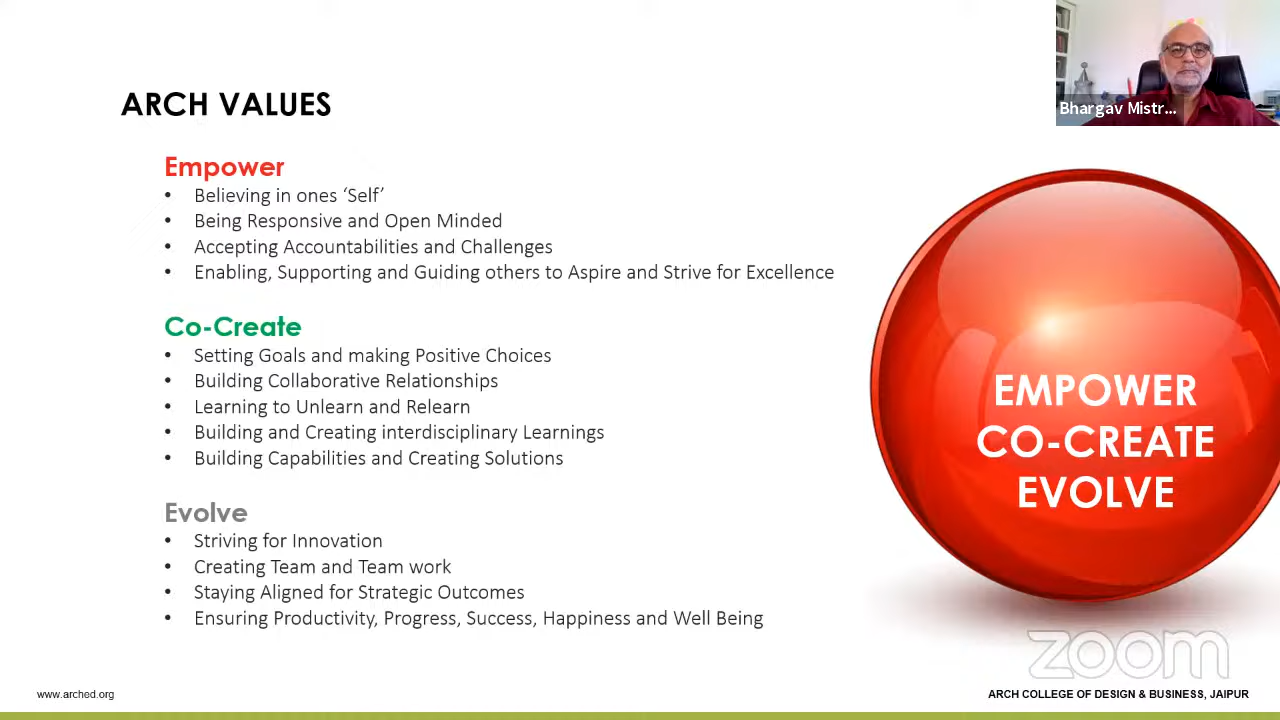 ARCH VALUES
Bhargav Mistr...
Empower
• Believing in ones ‘Self’
• Being Responsive and Open Minded
• Accepting Accountabilities and Challenges
• Enabling, Supporting and Guiding others to Aspire and Strive for Excellence
Co-Create
• Setting Goals and making Positive Choices
• Building Collaborative Relationships
• Learning to Unlearn and Relearn
• Building and Creating interdisciplinary Learnings
• Building Capabilities and Creating Solutions
Evolve
• Striving for Innovation
• Creating Team and Team work
• Staying Aligned for Strategic Outcomes
• Ensuring Productivity, Progress, Success, Happiness and Well Being
EMPOWER
CO-CREATE
EVOLVE
zoom
www.arched.org
ARCH COLLEGE OF DESIGN & BUSINESS, JAIPUR